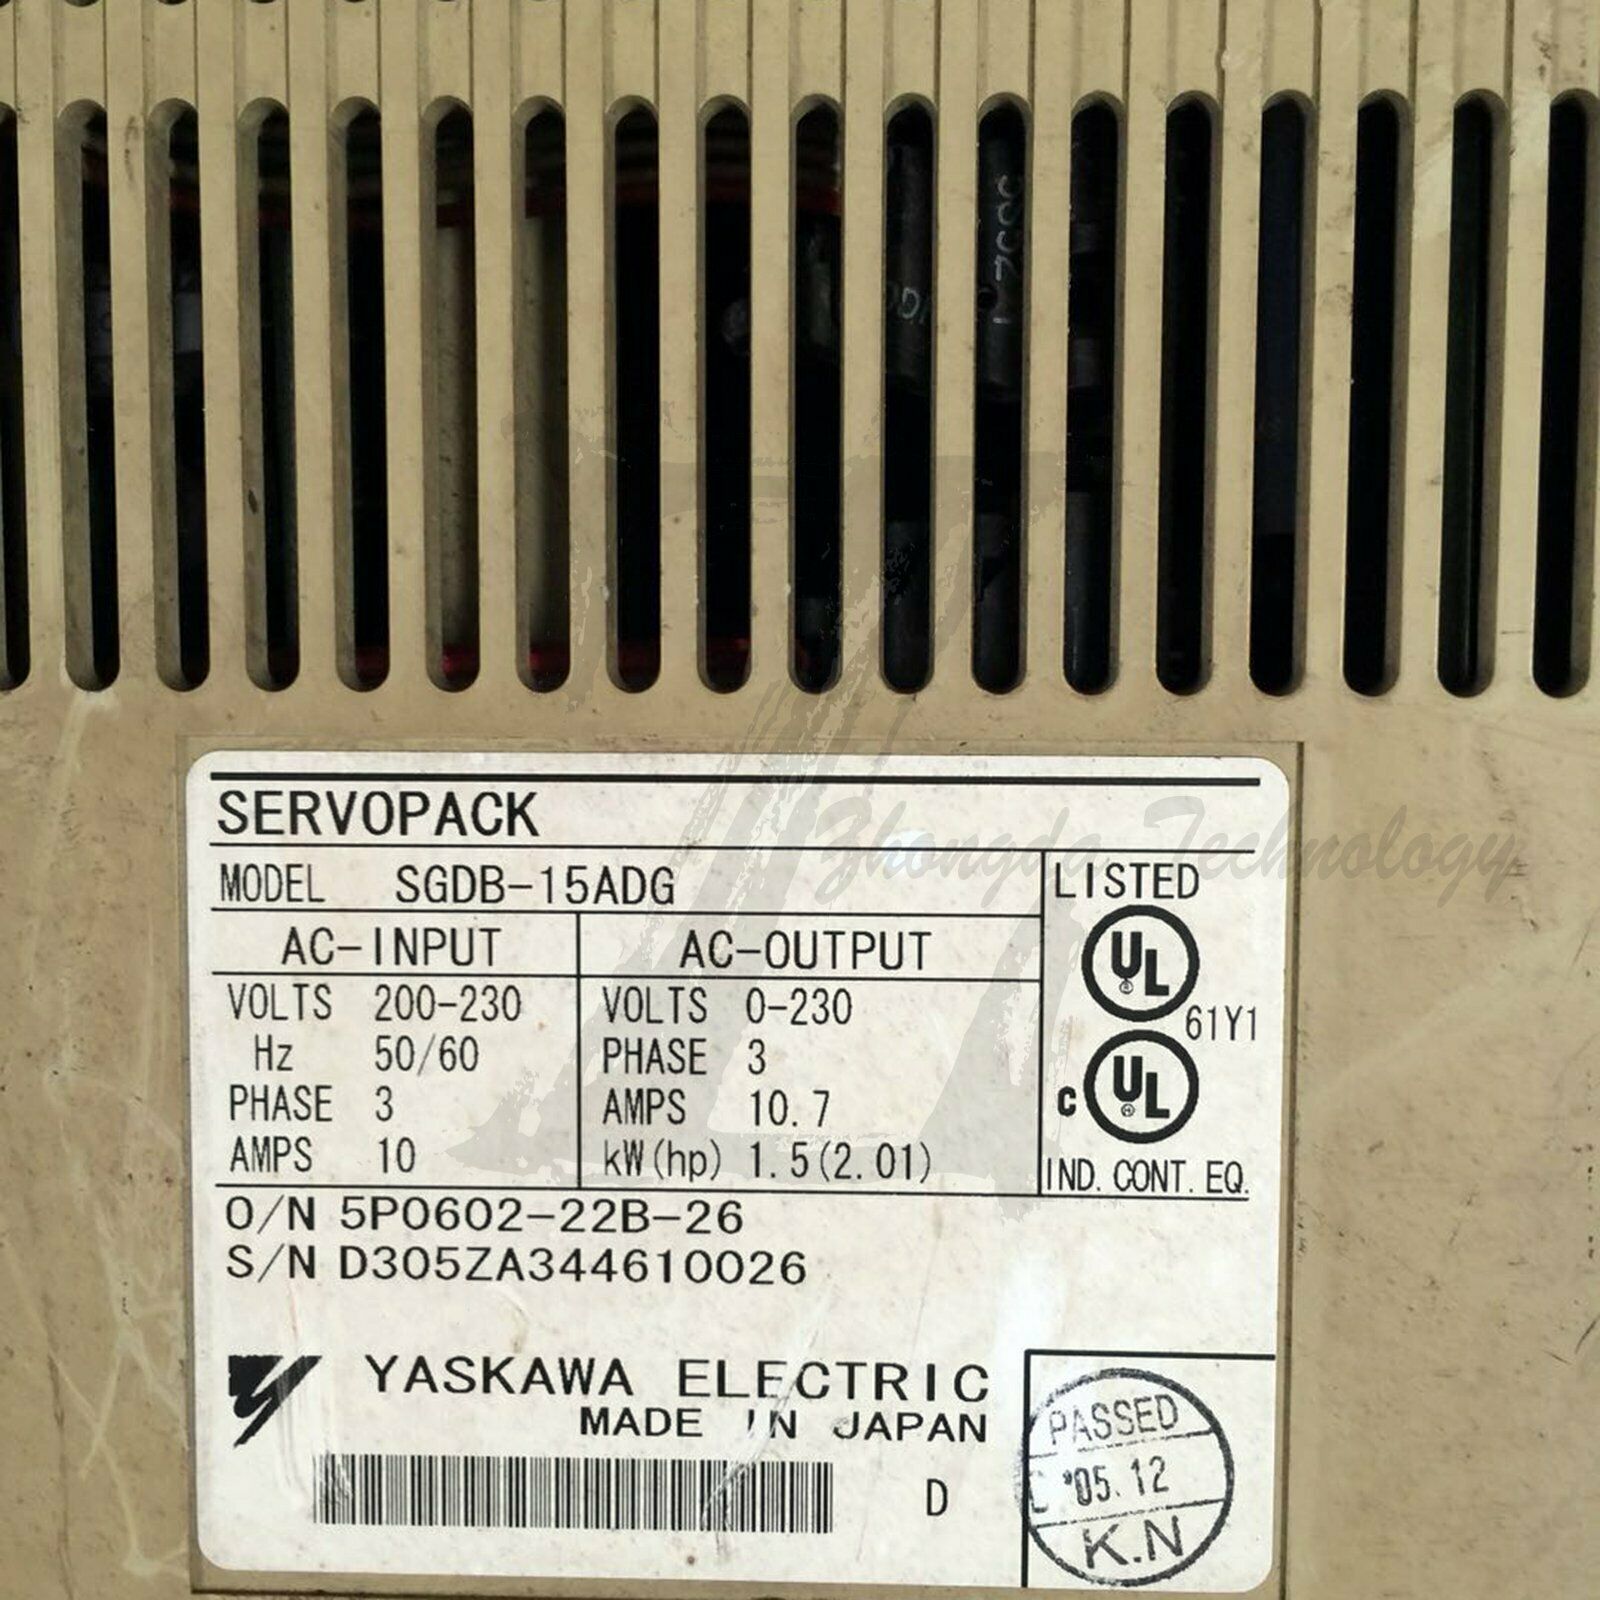 SERVOPACK
MODEL SGDB-15ADG
LISTED
AC-INPUT AC-OUTPUT
VOLTS 200-230 VOLTS 0-230
Hz 50/60 PHASE 3
PHASE 3 AMPS 10.7
AMPS 10 kW(hp) 1.5(2.01)
UL
61Y1
c UL
IND. CONT. EQ.
O/N 5P0602-22B-26
S/N D305ZA344610026
YASKAWA ELECTRIC
MADE IN JAPAN
D
PASSED
'05.12
K.N
Zhongda Technology